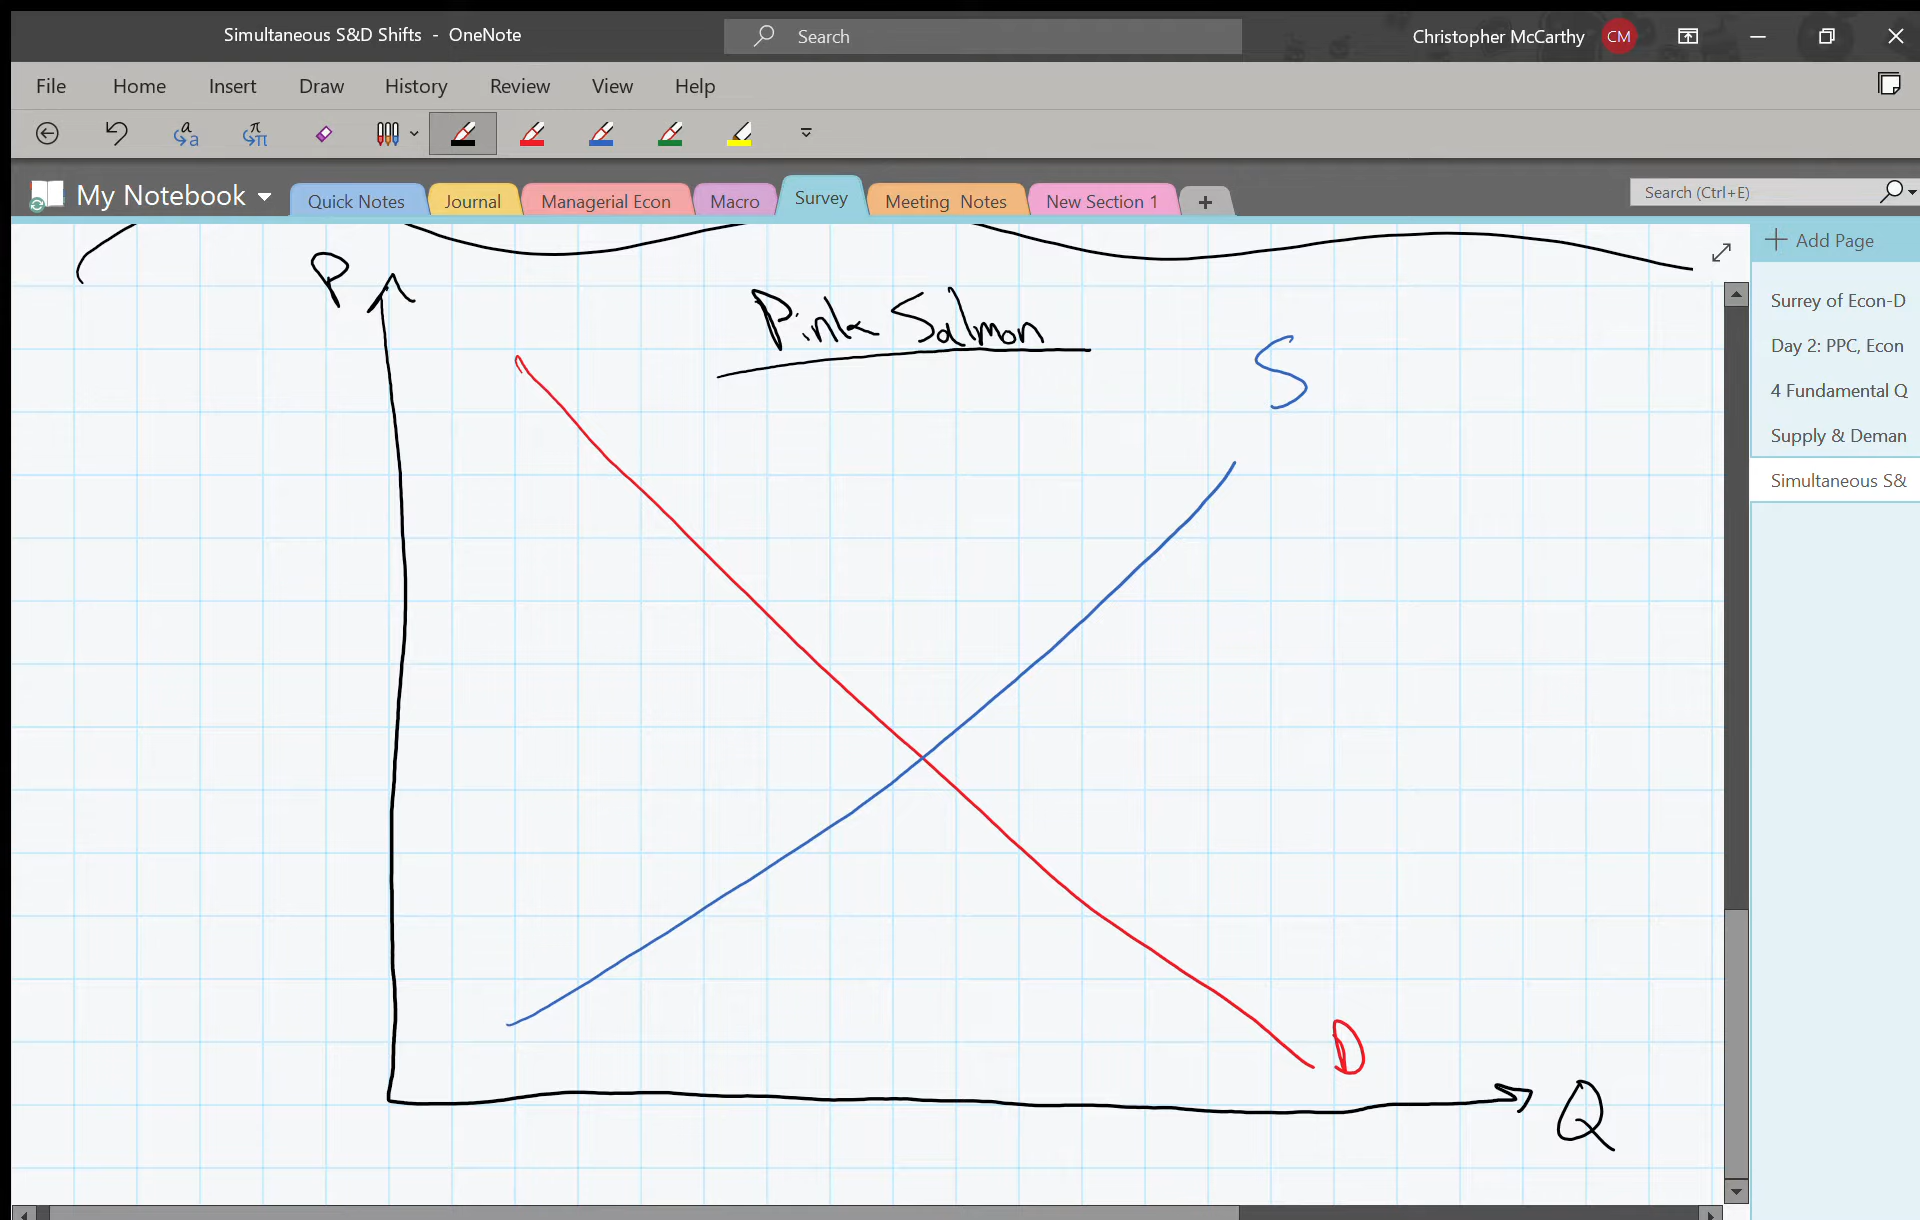 Simultaneous S&D Shifts - OneNote
Search
Christopher McCarthy CM
File Home Insert Draw History Review View Help
My Notebook
Quick Notes Journal Managerial Econ Macro Survey Meeting Notes New Section 1 +
Search (Ctrl+E)
Add Page
Surrey of Econ-D
Day 2: PPC, Econ
4 Fundamental Q
Supply & Deman
Simultaneous S&
P
Pink Salmon
S
D
Q